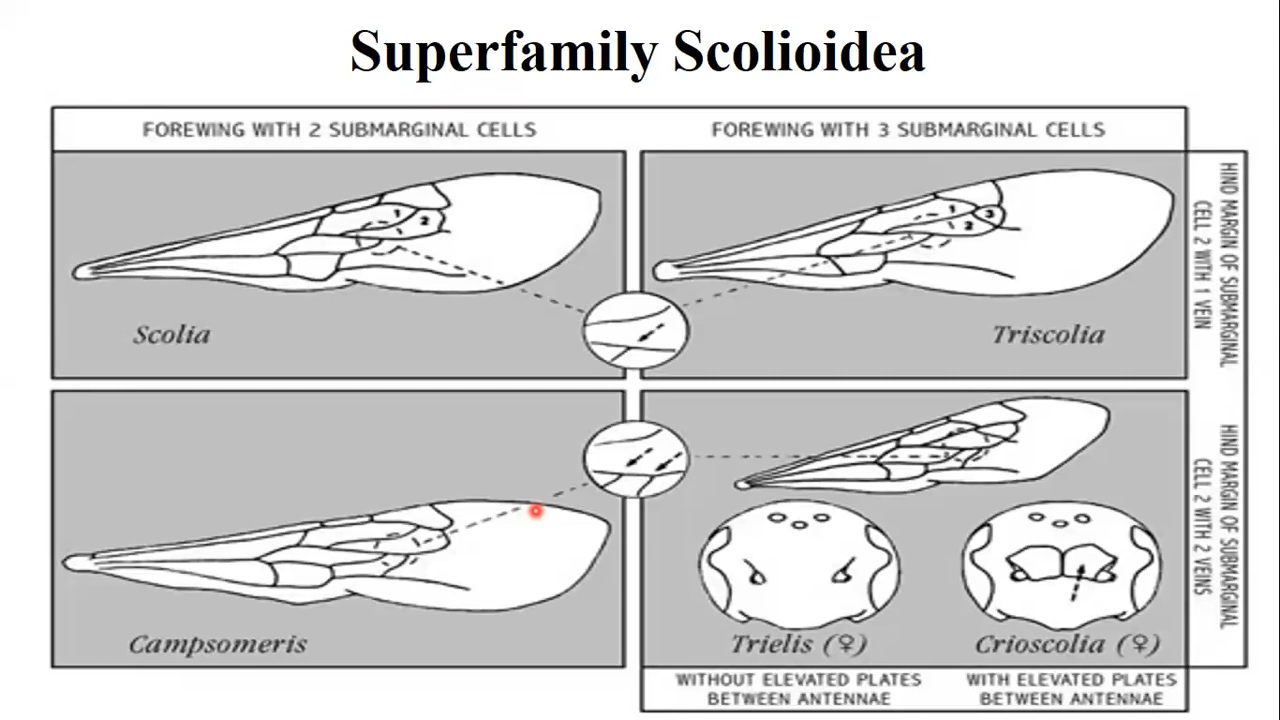 Superfamily Scolioidea
FOREWING WITH 2 SUBMARGINAL CELLS
FOREWING WITH 3 SUBMARGINAL CELLS
1
2
Scolia
1
2
3
Triscolia
HIND MARGIN OF SUBMARGINAL
CELL 2 WITH 1 VEIN
Campsomeris
Trielis (♀)
Crioscolia (♀)
HIND MARGIN OF SUBMARGINAL
CELL 2 WITH 2 VEINS
WITHOUT ELEVATED PLATES
BETWEEN ANTENNAE
WITH ELEVATED PLATES
BETWEEN ANTENNAE